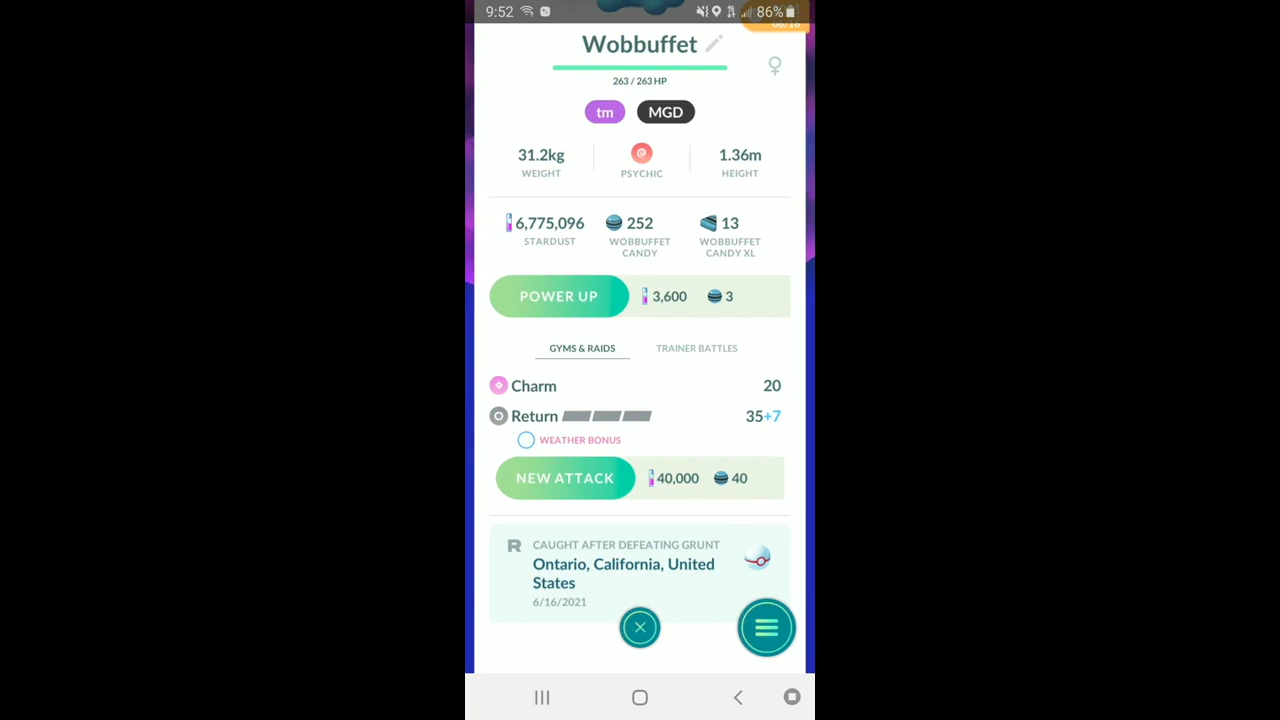 9:52 86%
Wobbuffet
263 / 263 HP
tm MGD
31.2kg 1.36m
WEIGHT PSYCHIC HEIGHT
6,775,096 252 13
STARDUST WOBBUFFET WOBBUFFET
CANDY CANDY XL
POWER UP 3,600 3
GYMS & RAIDS TRAINER BATTLES
Charm 20
Return 35+7
WEATHER BONUS
NEW ATTACK 40,000 40
R CAUGHT AFTER DEFEATING GRUNT
Ontario, California, United
States
6/16/2021